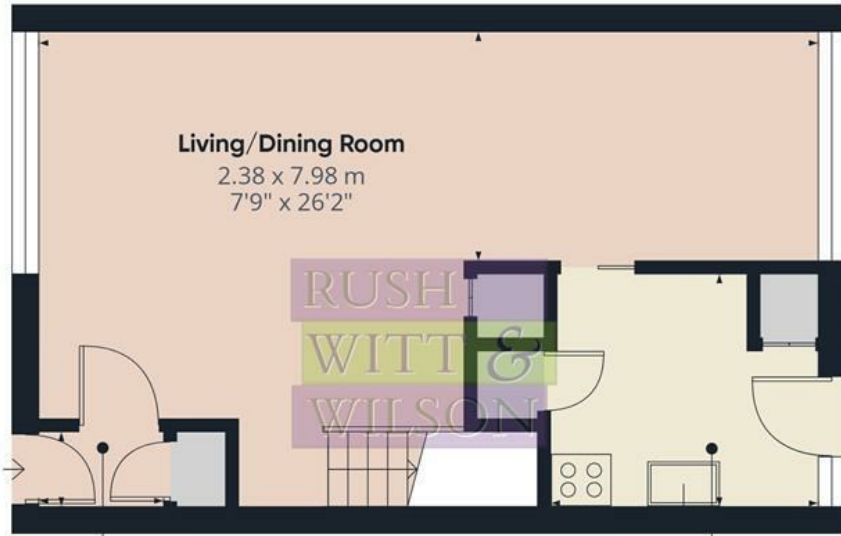 Living/Dining Room
2.38 x 7.98 m
7'9" x 26'2"
RUSH
WITT &
WILSON